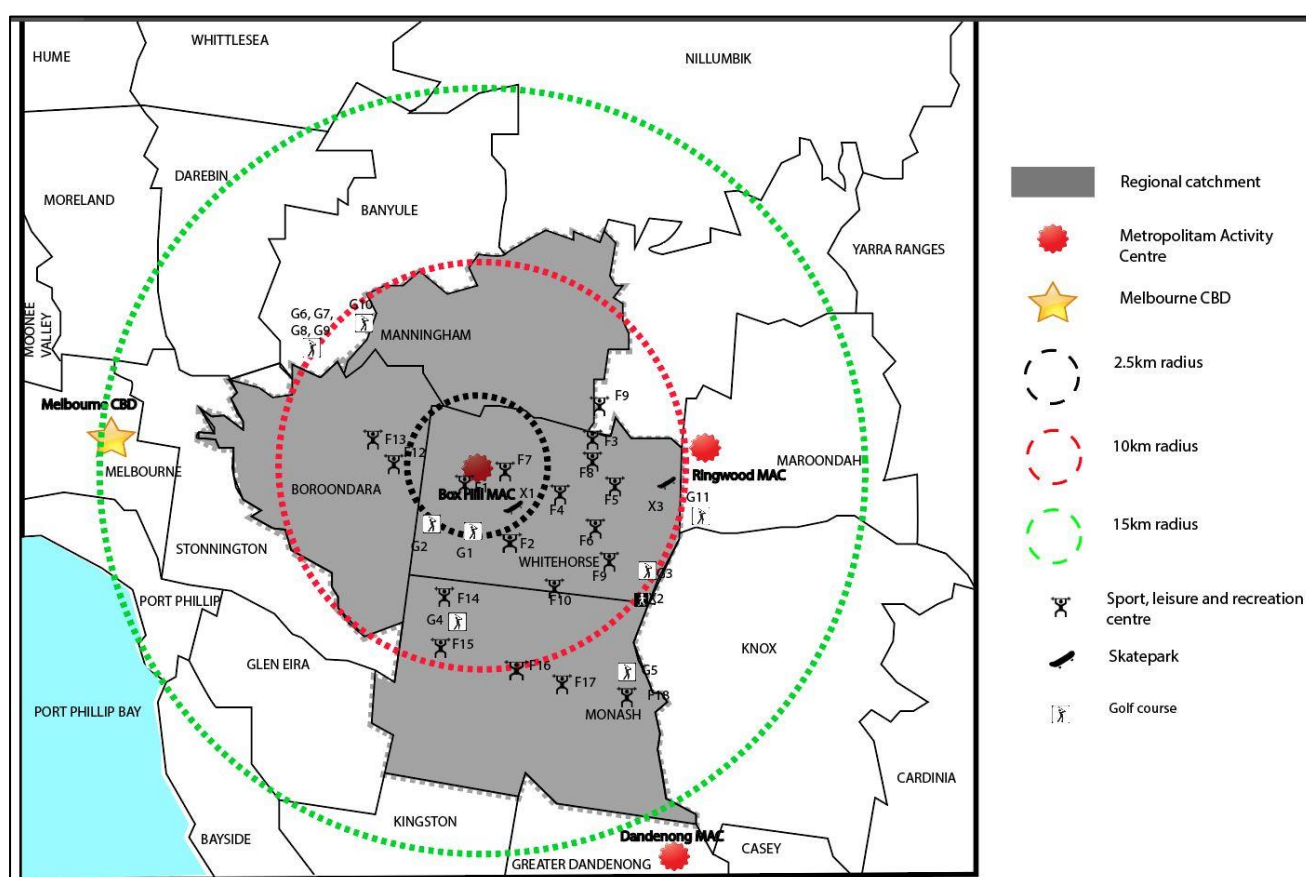 WHITTLESEA
HUME
NILLUMBIK
DAREBIN
MORELAND
BANYULE
YARRA RANGES
MOONEE
VALLEY
G10
G6, G7,
G8, G9
MANNINGHAM
F9
Melbourne CBD
F13
F3
F12
F7
F8
Ringwood MAC
MAROONDAH
MELBOURNE
BOROONDARA
F1
Box Hill MAC
X1
F5
X3
G11
F4
STONNINGTON
G2
G1
F2
F6
WHITEHORSE
F9
G3
PORT PHILLIP
F14
F10
X2
G4
F15
GLEN EIRA
KNOX
F16
G5
F17
F18
PORT PHILLIP BAY
MONASH
CARDINIA
KINGSTON
BAYSIDE
Dandenong MAC
GREATER DANDENONG
CASEY
Regional catchment
Metropolitam Activity
Centre
Melbourne CBD
2.5km radius
10km radius
15km radius
Sport, leisure and recreation
centre
Skatepark
Golf course